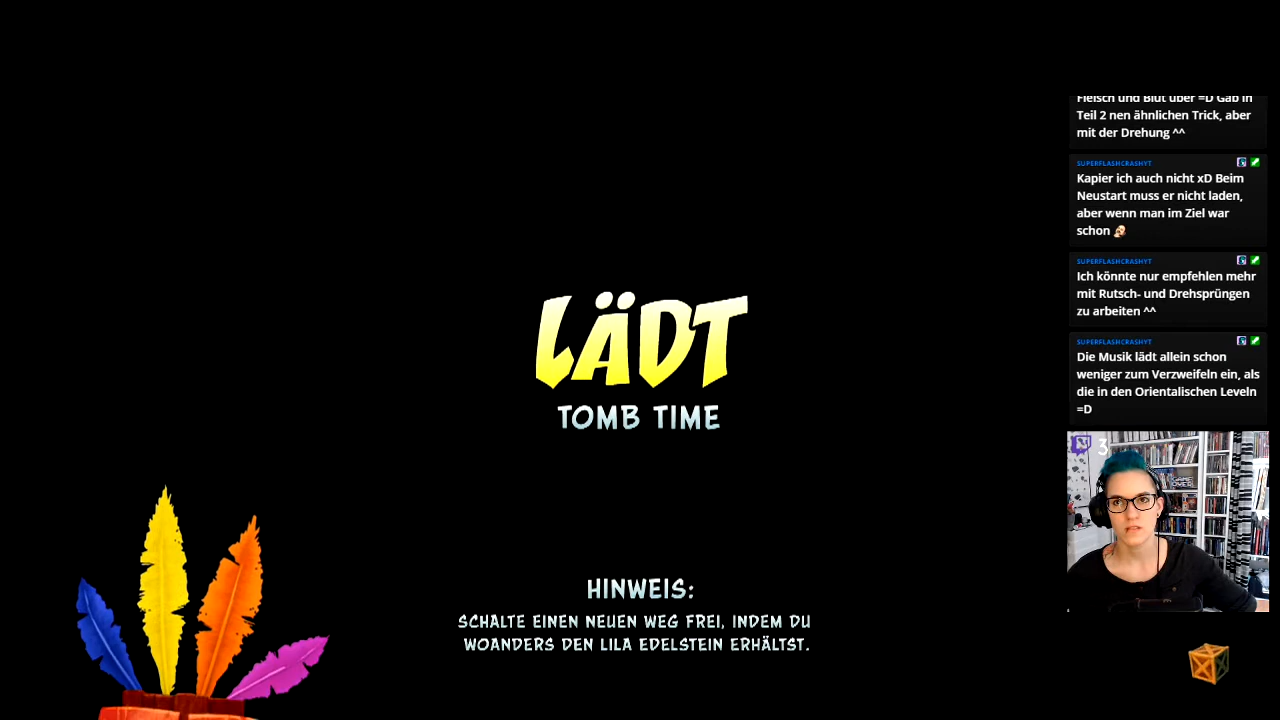 Fleisch und Blut über =D Gab in
Teil 2 nen ähnlichen Trick, aber
mit der Drehung ^^
SUPERFLASHCRASHYT
Kapier ich auch nicht xD Beim
Neustart muss er nicht laden,
aber wenn man im Ziel war
schon
SUPERFLASHCRASHYT
Ich könnte nur empfehlen mehr
mit Rutsch- und Drehsprüngen
zu arbeiten ^^
SUPERFLASHCRASHYT
Die Musik lädt allein schon
weniger zum Verzweifeln ein, als
die in den Orientalischen Leveln
=D
3
GAME
OVER
LÄDT
TOMB TIME
HINWEIS:
SCHALTE EINEN NEUEN WEG FREI, INDEM DU
WOANDERS DEN LILA EDELSTEIN ERHÄLTST.